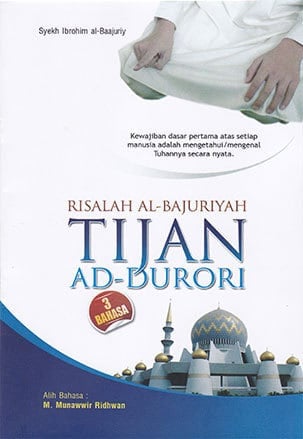 Syekh Ibrohim al-Baajuriy
Kewajiban dasar pertama atas setiap
manusia adalah mengetahui/mengenal
Tuhannya secara nyata.
RISALAH AL-BAJURIYAH
TIJAN
AD-DURORI
3
BAHASA
Alih Bahasa :
M. Munawwir Ridhwan